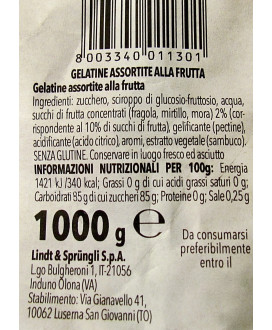 8003340011301
GELATINE ASSORTITE ALLA FRUTTA
Gelatine assortite alla frutta
Ingredienti: zucchero, sciroppo di glucosio-fruttosio, acqua,
succhi di frutta concentrati (fragola, mirtillo, mora) 2% (cor-
rispondente al 10% di succhi di frutta), gelificante (pectine),
acidificante (acido citrico), aromi, estratto vegetale (sambuco).
SENZA GLUTINE. Conservare in luogo fresco ed asciutto
INFORMAZIONI NUTRIZIONALI PER 100g: Energia
1421 kJ /340 kcal; Grassi 0 g di cui acidi grassi saturi 0 g;
Carboidrati 85 g di cui zuccheri 85 g; Proteine 0 g; Sale 0,25 g
1000 g ℮
Lindt & Sprüngli S.p.A.
L.go Bulgheroni 1, IT-21056
Induno Olona (VA)
Stabilimento: Via Gianavello 41,
10062 Luserna San Giovanni (TO)
Da consumarsi
preferibilmente
entro il